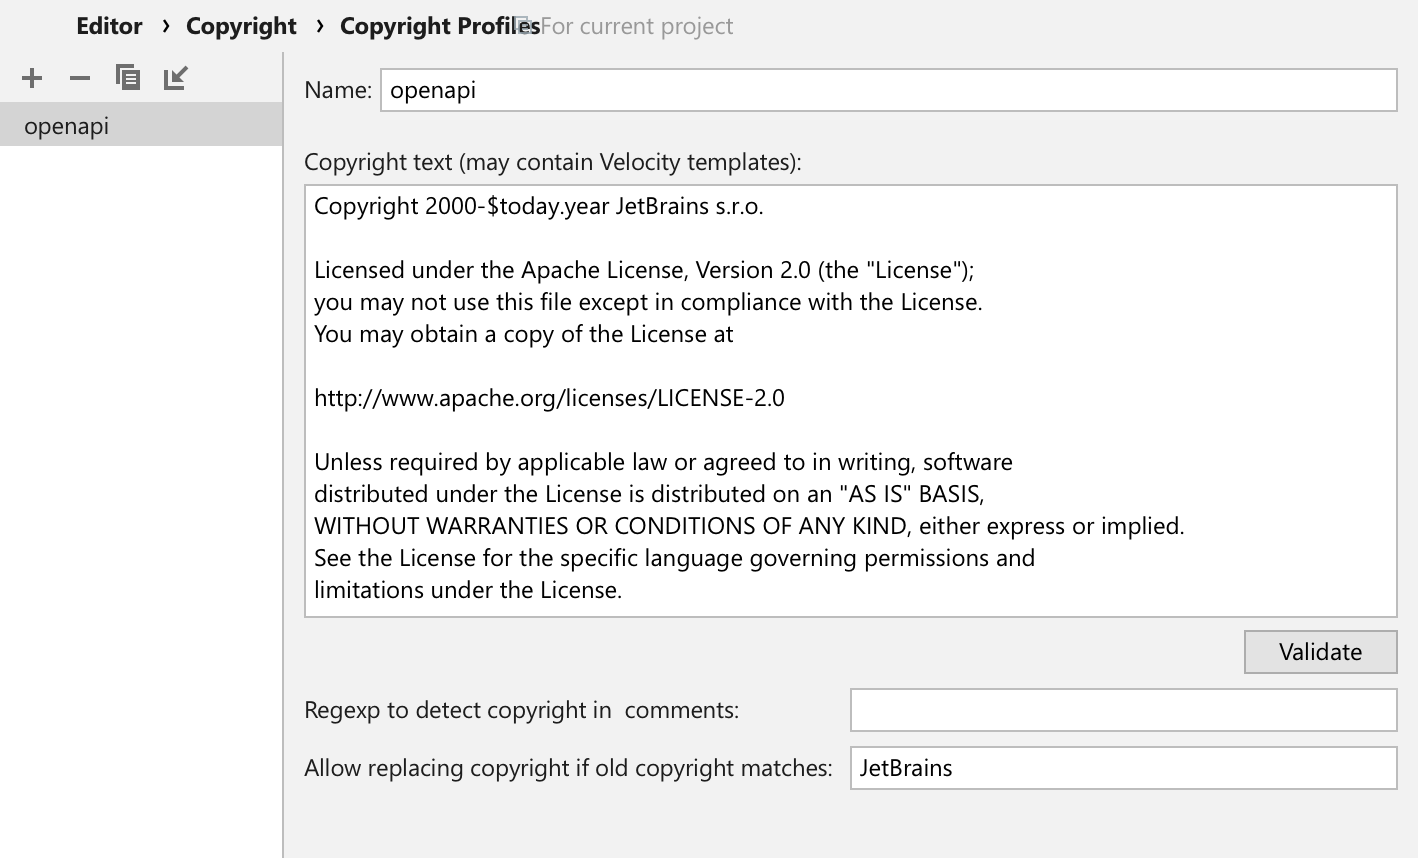 Editor › Copyright › Copyright Profiles For current project
openapi
Name: openapi
Copyright text (may contain Velocity templates):
Copyright 2000-$today.year JetBrains s.r.o.
Licensed under the Apache License, Version 2.0 (the "License");
you may not use this file except in compliance with the License.
You may obtain a copy of the License at
http://www.apache.org/licenses/LICENSE-2.0
Unless required by applicable law or agreed to in writing, software
distributed under the License is distributed on an "AS IS" BASIS,
WITHOUT WARRANTIES OR CONDITIONS OF ANY KIND, either express or implied.
See the License for the specific language governing permissions and
limitations under the License.
Validate
Regexp to detect copyright in  comments:
Allow replacing copyright if old copyright matches: JetBrains